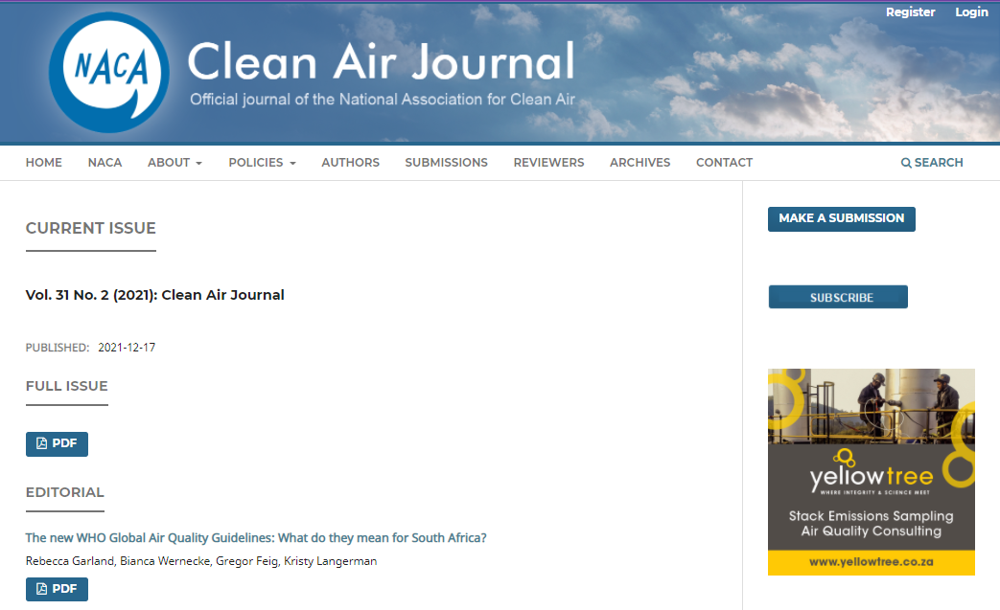 Register Login
NACA
Clean Air Journal
Official journal of the National Association for Clean Air
HOME NACA ABOUT POLICIES AUTHORS SUBMISSIONS REVIEWERS ARCHIVES CONTACT SEARCH
CURRENT ISSUE
Vol. 31 No. 2 (2021): Clean Air Journal
PUBLISHED: 2021-12-17
FULL ISSUE
PDF
EDITORIAL
The new WHO Global Air Quality Guidelines: What do they mean for South Africa?
Rebecca Garland, Bianca Wernecke, Gregor Feig, Kristy Langerman
PDF
MAKE A SUBMISSION
SUBSCRIBE
yellowtree
WHERE INTEGRITY & SCIENCE MEET
Stack Emissions Sampling
Air Quality Consulting
www.yellowtree.co.za